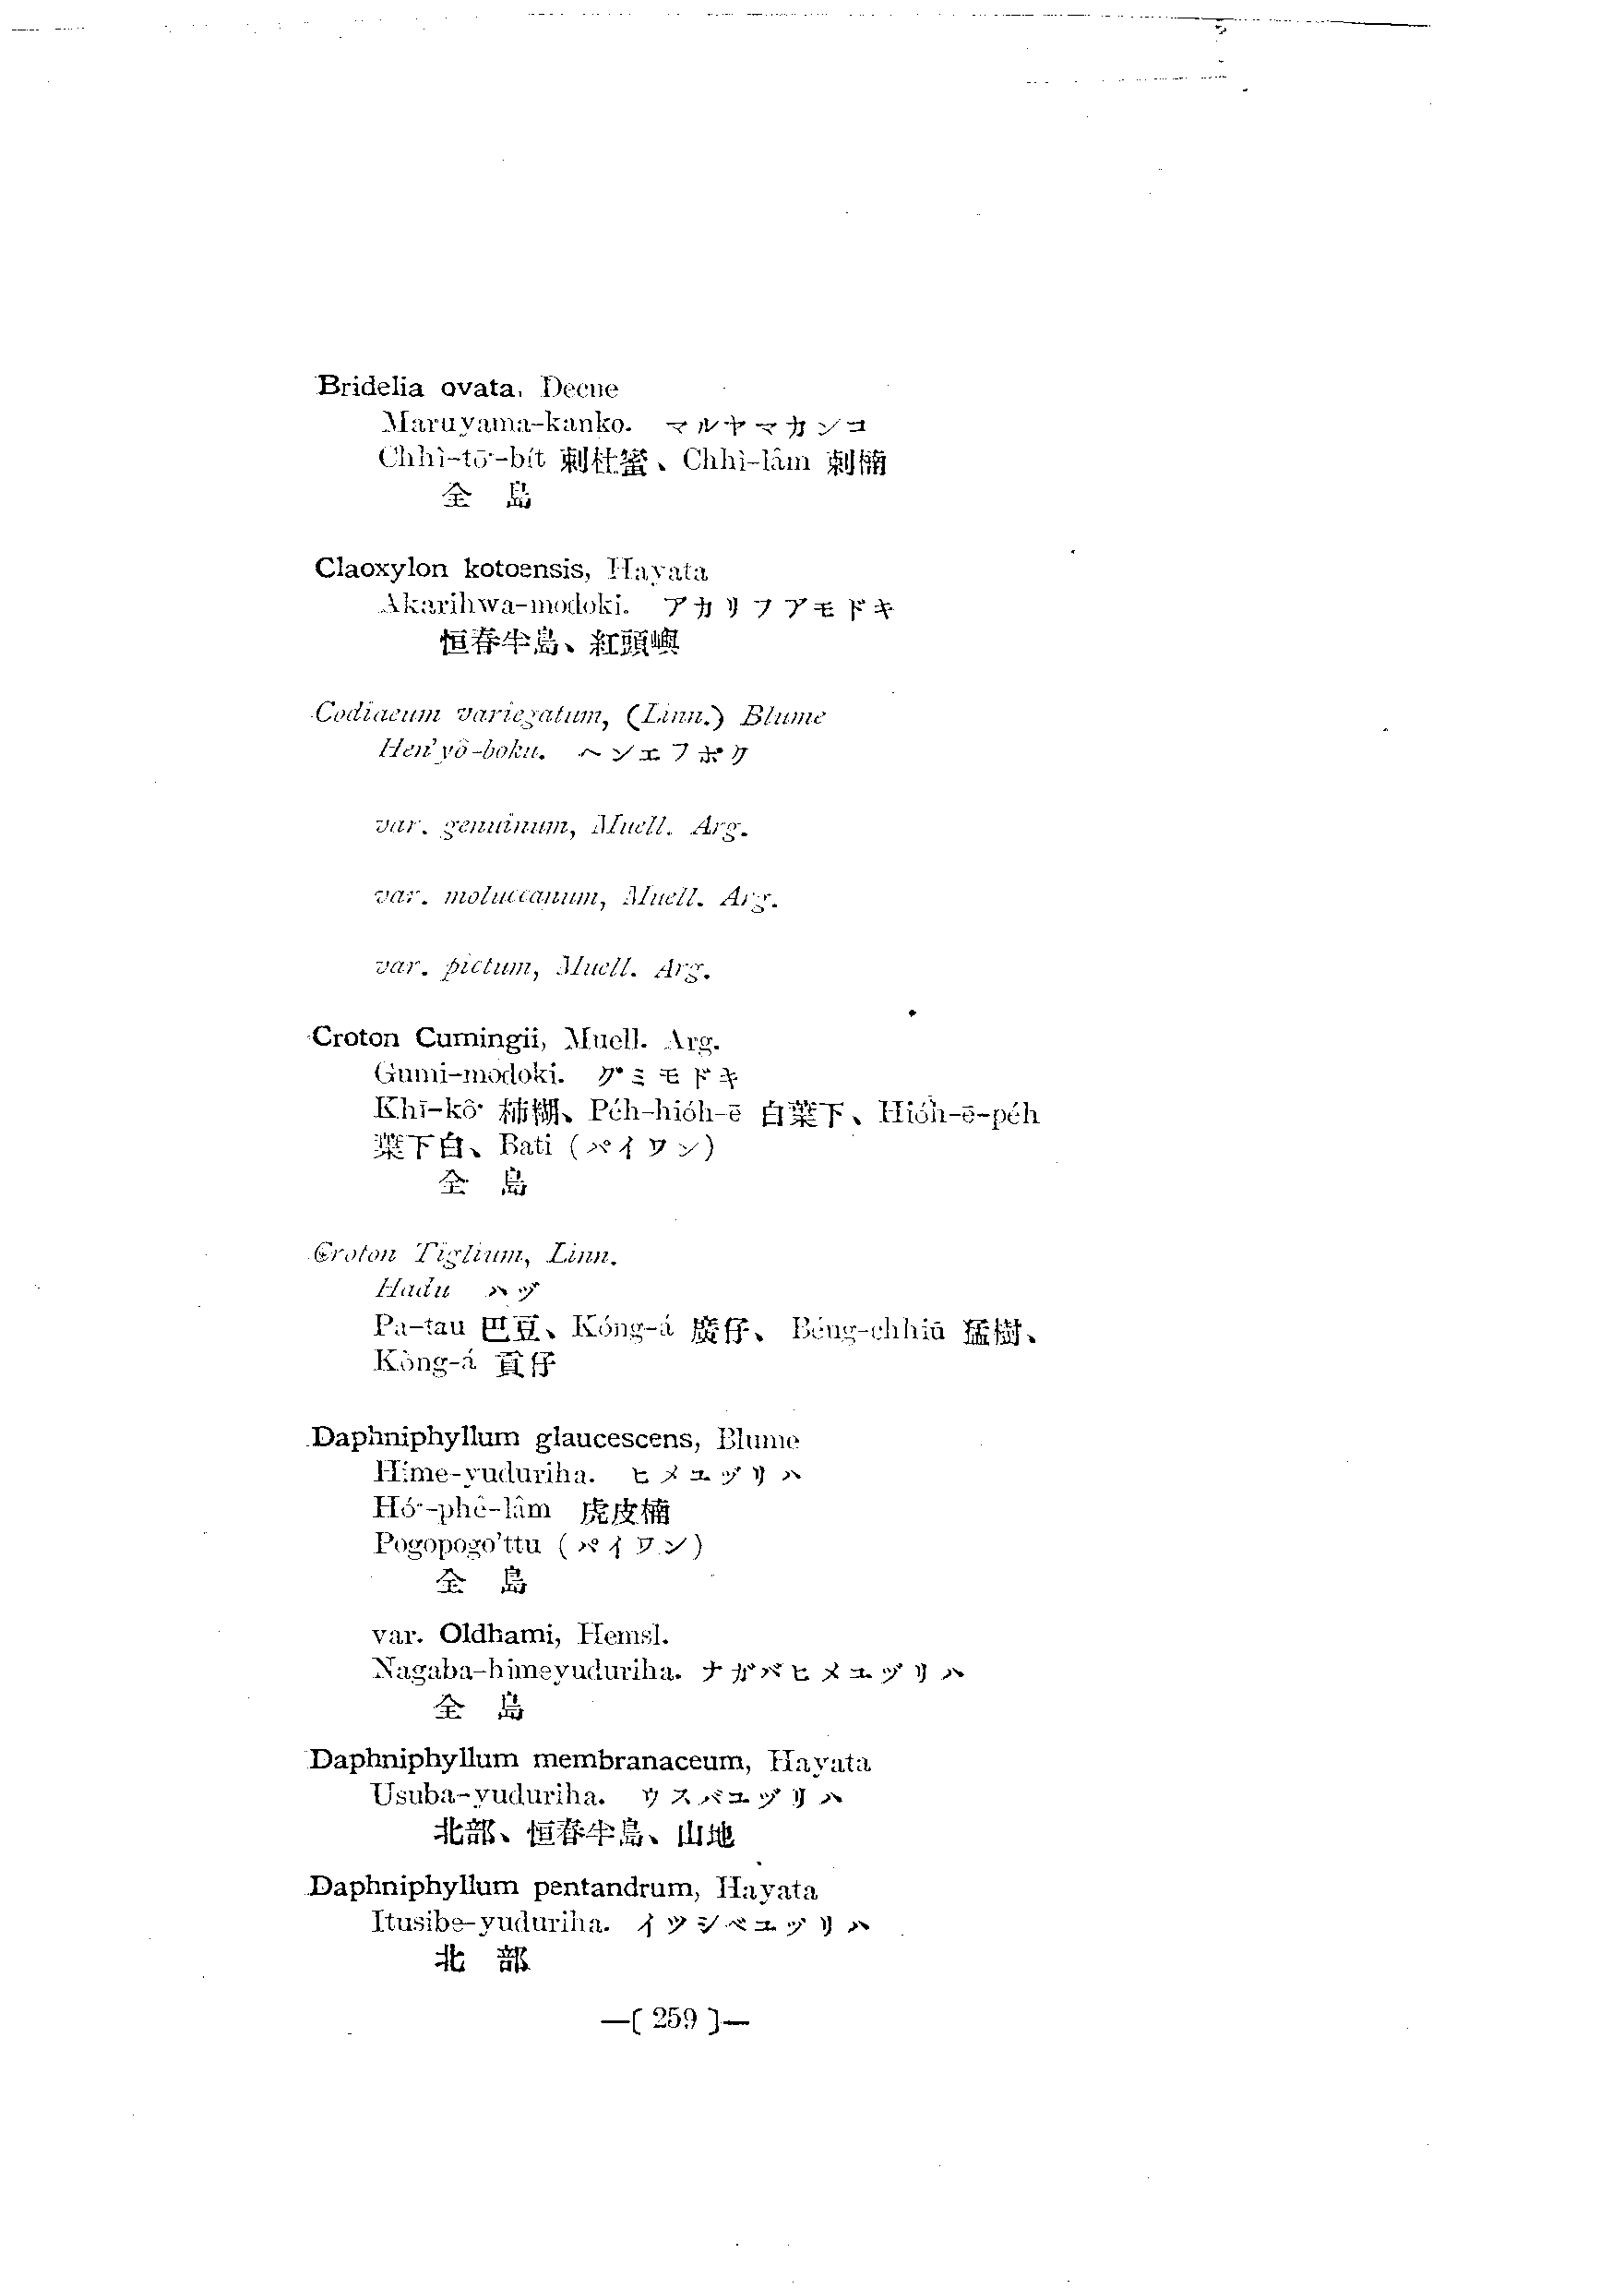 Bridelia ovata, Decne
Maruyama-kanko. マルヤマカンコ
Chhì-tō͘-bi̍t 刺杜蜜、Chhì-lâm 刺楠
全 島
Claoxylon kotoensis, Hayata
Akarihwa-modoki. アカリフアモドキ
恒春半島、紅頭嶼
Codiaeum variegatum, (Linn.) Blume
Hen'yô-boku. ヘンエフボク
var. genuinum, Muell. Arg.
var. moluccanum, Muell. Arg.
var. pictum, Muell. Arg.
Croton Cumingii, Muell. Arg.
Gumi-modoki. グミモドキ
Khī-kô͘ 柿糊、Pe̍h-hio̍h-ē 白葉下、Hio̍h-ē-pe̍h
葉下白、Bati (パイワン)
全 島
Croton Tiglium, Linn.
Hadu ハヅ
Pa-tau 巴豆、Kóng-á 廣仔、Béng-chhiū 猛樹、
Kòng-á 貢仔
Daphniphyllum glaucescens, Blume
Hime-yuduriha. ヒメユヅリハ
Hó͘-phê-lâm 虎皮楠
Pogopogo'ttu (パイワン)
全 島
var. Oldhami, Hemsl.
Nagaba-himeyuduriha. ナガバヒメユヅリハ
全 島
Daphniphyllum membranaceum, Hayata
Usuba-yuduriha. ウスバユヅリハ
北部、恒春半島、山地
Daphniphyllum pentandrum, Hayata
Itusibe-yuduriha. イツシベユヅリハ
北 部
—[ 259 ]—